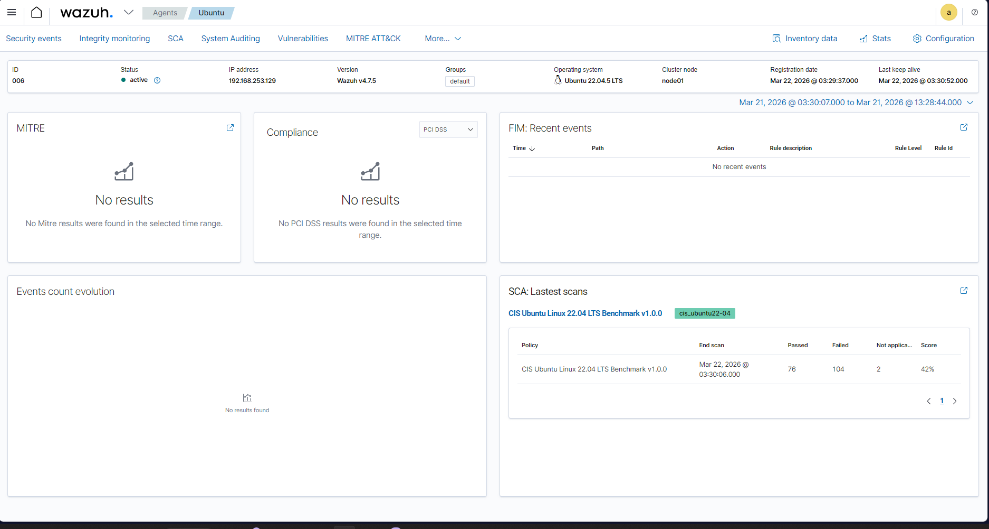 wazuh. Agents Ubuntu a
Security events Integrity monitoring SCA System Auditing Vulnerabilities MITRE ATT&CK More... Inventory data Stats Configuration
ID Status IP address Version Groups Operating system Cluster node Registration date Last keep alive
006 active 192.168.253.129 Wazuh v4.7.5 default Ubuntu 22.04.5 LTS node01 Mar 22, 2026 @ 03:29:37.000 Mar 22, 2026 @ 03:30:52.000
Mar 21, 2026 @ 03:30:07.000 to Mar 21, 2026 @ 13:28:44.000
MITRE
No results
No Mitre results were found in the selected time range.
Compliance PCI DSS
No results
No PCI DSS results were found in the selected time
range.
FIM: Recent events
Time Path Action Rule description Rule Level Rule Id
No recent events
Events count evolution
No results found
SCA: Lastest scans
CIS Ubuntu Linux 22.04 LTS Benchmark v1.0.0 cis_ubuntu22-04
Policy End scan Passed Failed Not applica... Score
CIS Ubuntu Linux 22.04 LTS Benchmark v1.0.0 Mar 22, 2026 @ 76 104 2 42%
03:30:06.000
1